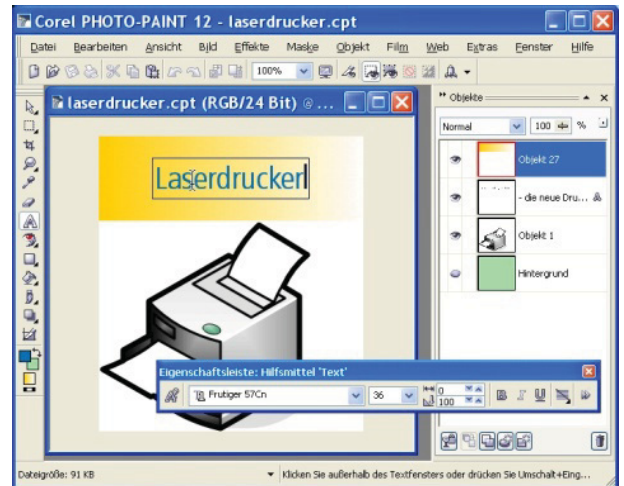 Corel PHOTO-PAINT 12 - laserdrucker.cpt
Datei Bearbeiten Ansicht Bild Effekte Maske Objekt Film Web Extras Fenster Hilfe
100%
laserdrucker.cpt (RGB/24 Bit) @ ...
Laserdrucker
Objekte
Normal 100 %
Objekt 27
- die neue Dru...
Objekt 1
Hintergrund
Eigenschaftsleiste: Hilfsmittel 'Text'
Frutiger 57Cn 36 0
100 B I U
Dateigröße: 91 KB Klicken Sie außerhalb des Textfensters oder drücken Sie Umschalt+Eing...